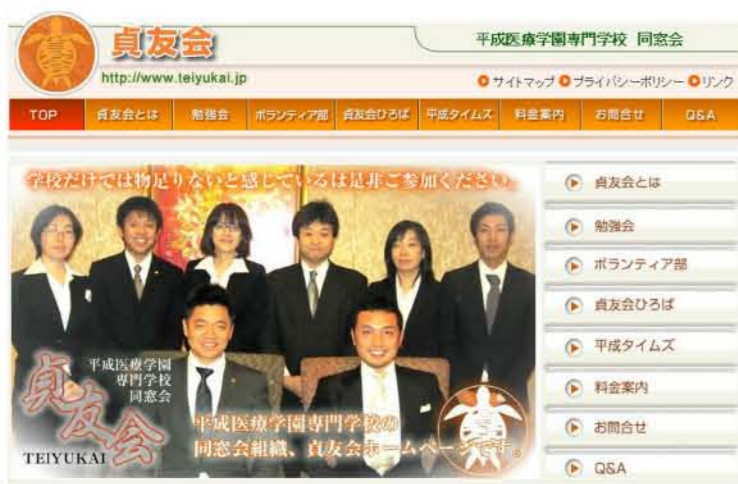 貞友会
平成医療学園専門学校 同窓会
http://www.teiyukai.jp
サイトマップ プライバシーポリシー リンク
TOP 貞友会とは 勉強会 ボランティア部 貞友会ひろば 平成タイムズ 料金案内 お問合せ Q&A
学校だけでは物足りないと感じているは是非ご参加ください。
貞友会とは
勉強会
ボランティア部
貞友会ひろば
平成タイムズ
料金案内
お問合せ
Q&A
平成医療学園
専門学校
同窓会
貞友会
TEIYUKAI
平成医療学園専門学校の
同窓会組織、貞友会ホームページです。